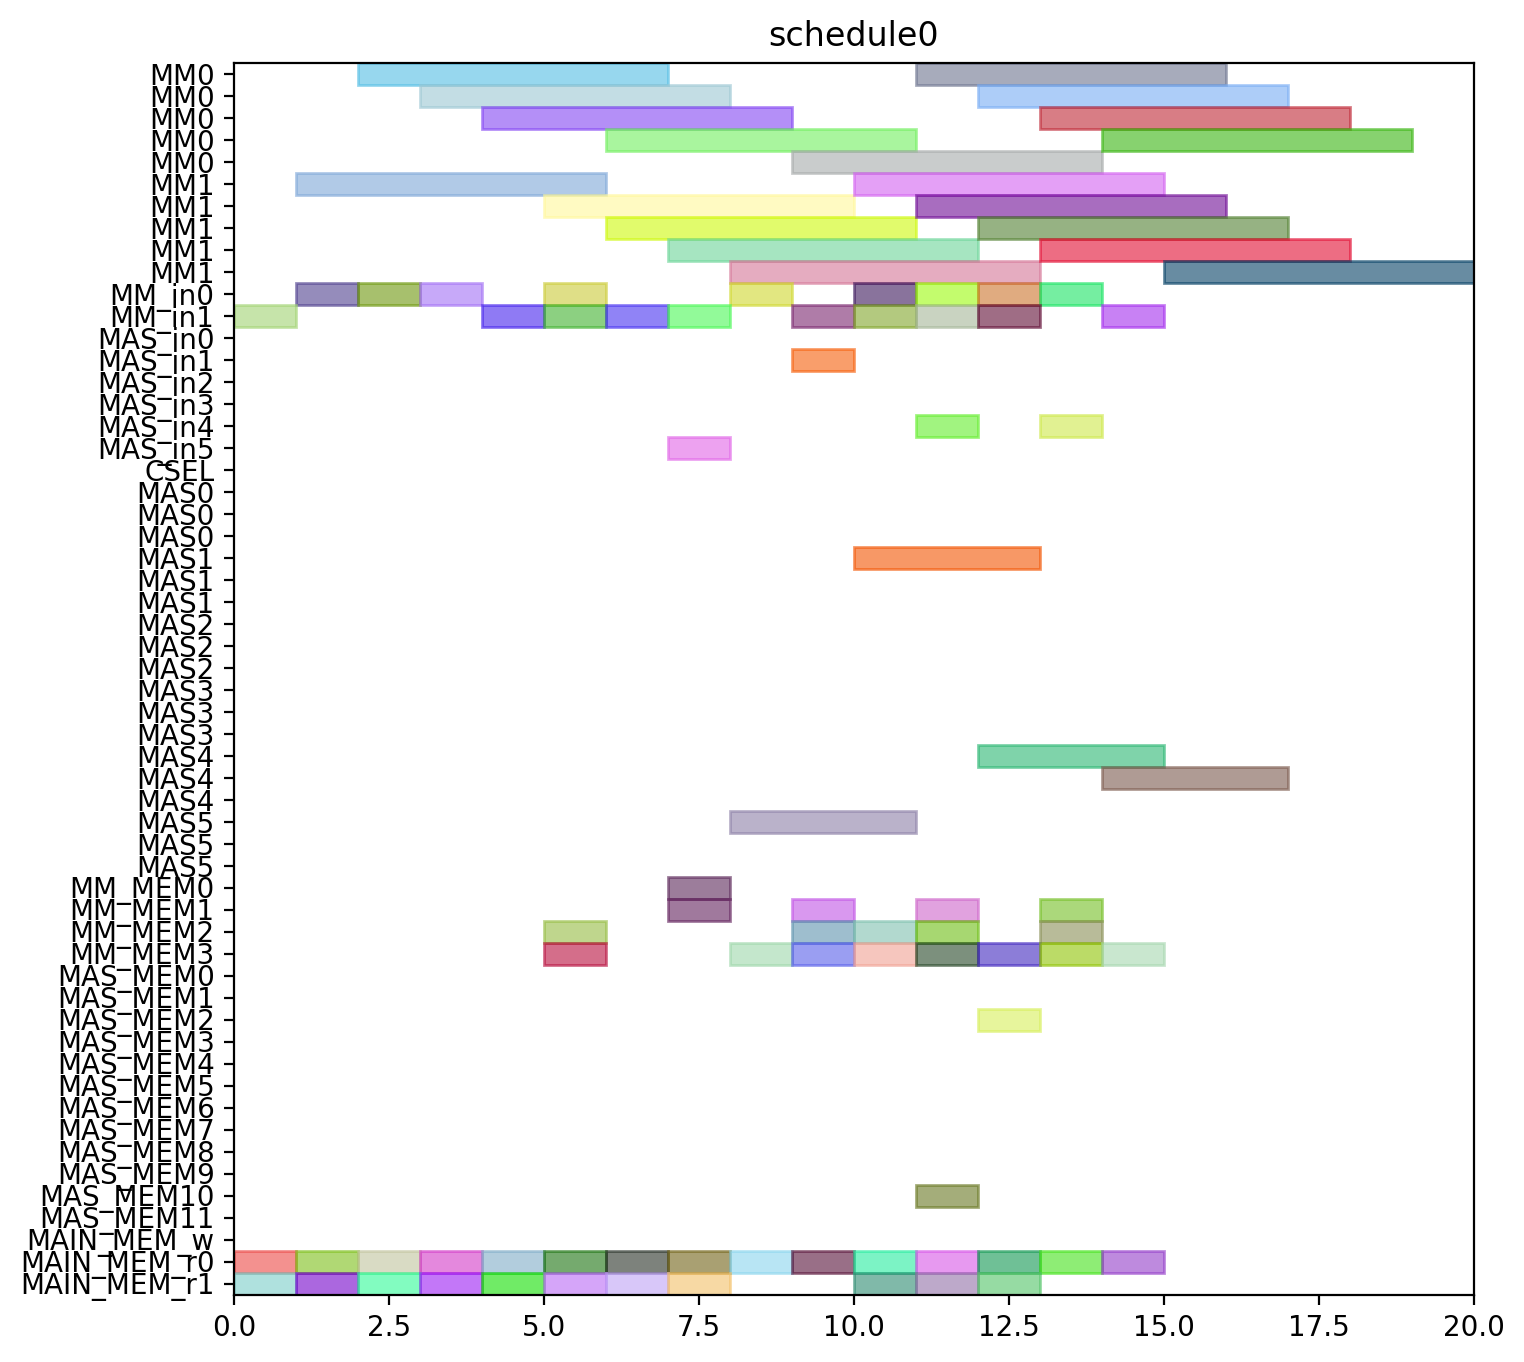 schedule0
MM0
MM0
MM0
MM0
MM0
MM1
MM1
MM1
MM1
MM1
MM_in0
MM_in1
MAS_in0
MAS_in1
MAS_in2
MAS_in3
MAS_in4
MAS_in5
CSEL
MAS0
MAS0
MAS0
MAS1
MAS1
MAS1
MAS2
MAS2
MAS2
MAS3
MAS3
MAS3
MAS4
MAS4
MAS4
MAS5
MAS5
MAS5
MM_MEM0
MM_MEM1
MM_MEM2
MM_MEM3
MAS_MEM0
MAS_MEM1
MAS_MEM2
MAS_MEM3
MAS_MEM4
MAS_MEM5
MAS_MEM6
MAS_MEM7
MAS_MEM8
MAS_MEM9
MAS_MEM10
MAS_MEM11
MAIN_MEM_w
MAIN_MEM_r0
MAIN_MEM_r1
0.0 2.5 5.0 7.5 10.0 12.5 15.0 17.5 20.0